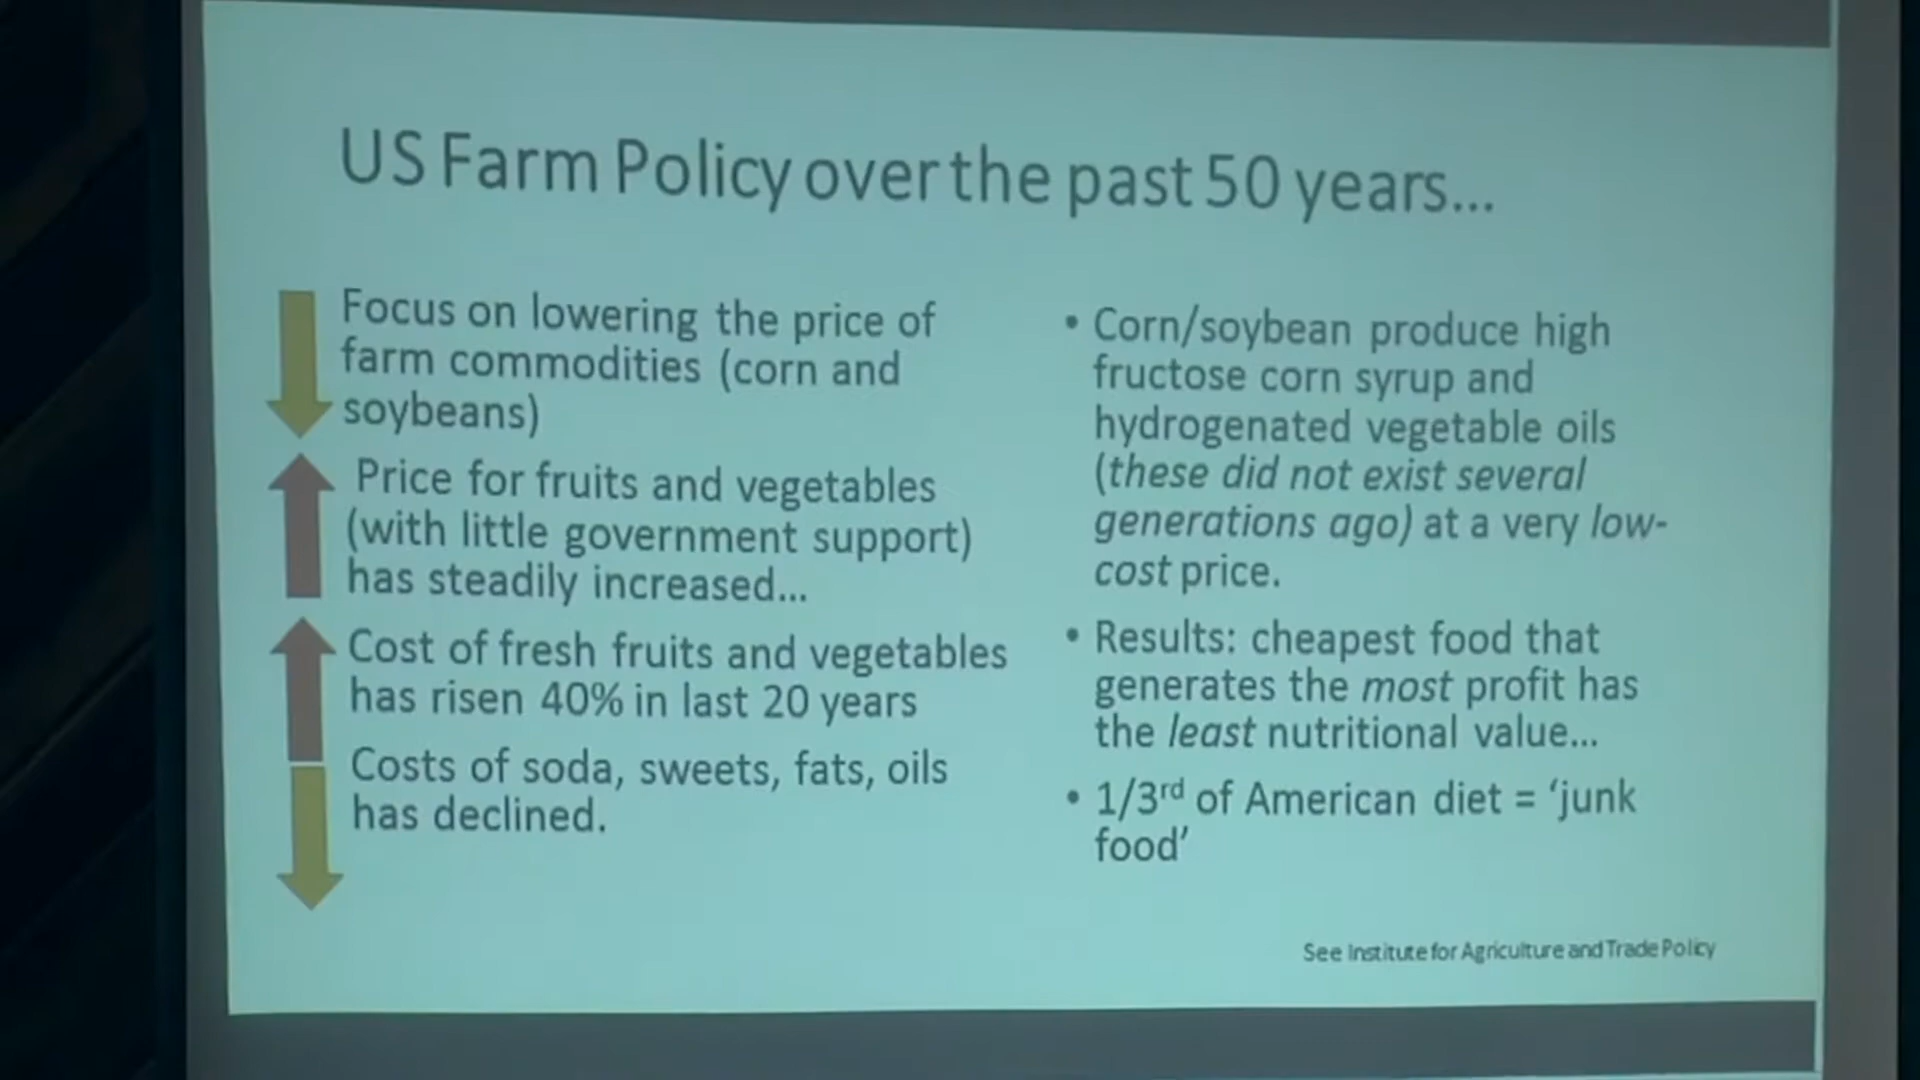 US Farm Policy over the past 50 years...
Focus on lowering the price of
farm commodities (corn and
soybeans)
Price for fruits and vegetables
(with little government support)
has steadily increased...
Cost of fresh fruits and vegetables
has risen 40% in last 20 years
Costs of soda, sweets, fats, oils
has declined.
• Corn/soybean produce high
fructose corn syrup and
hydrogenated vegetable oils
(these did not exist several
generations ago) at a very low-
cost price.
• Results: cheapest food that
generates the most profit has
the least nutritional value...
• 1/3rd of American diet = ‘junk
food’
See Institute for Agriculture and Trade Policy